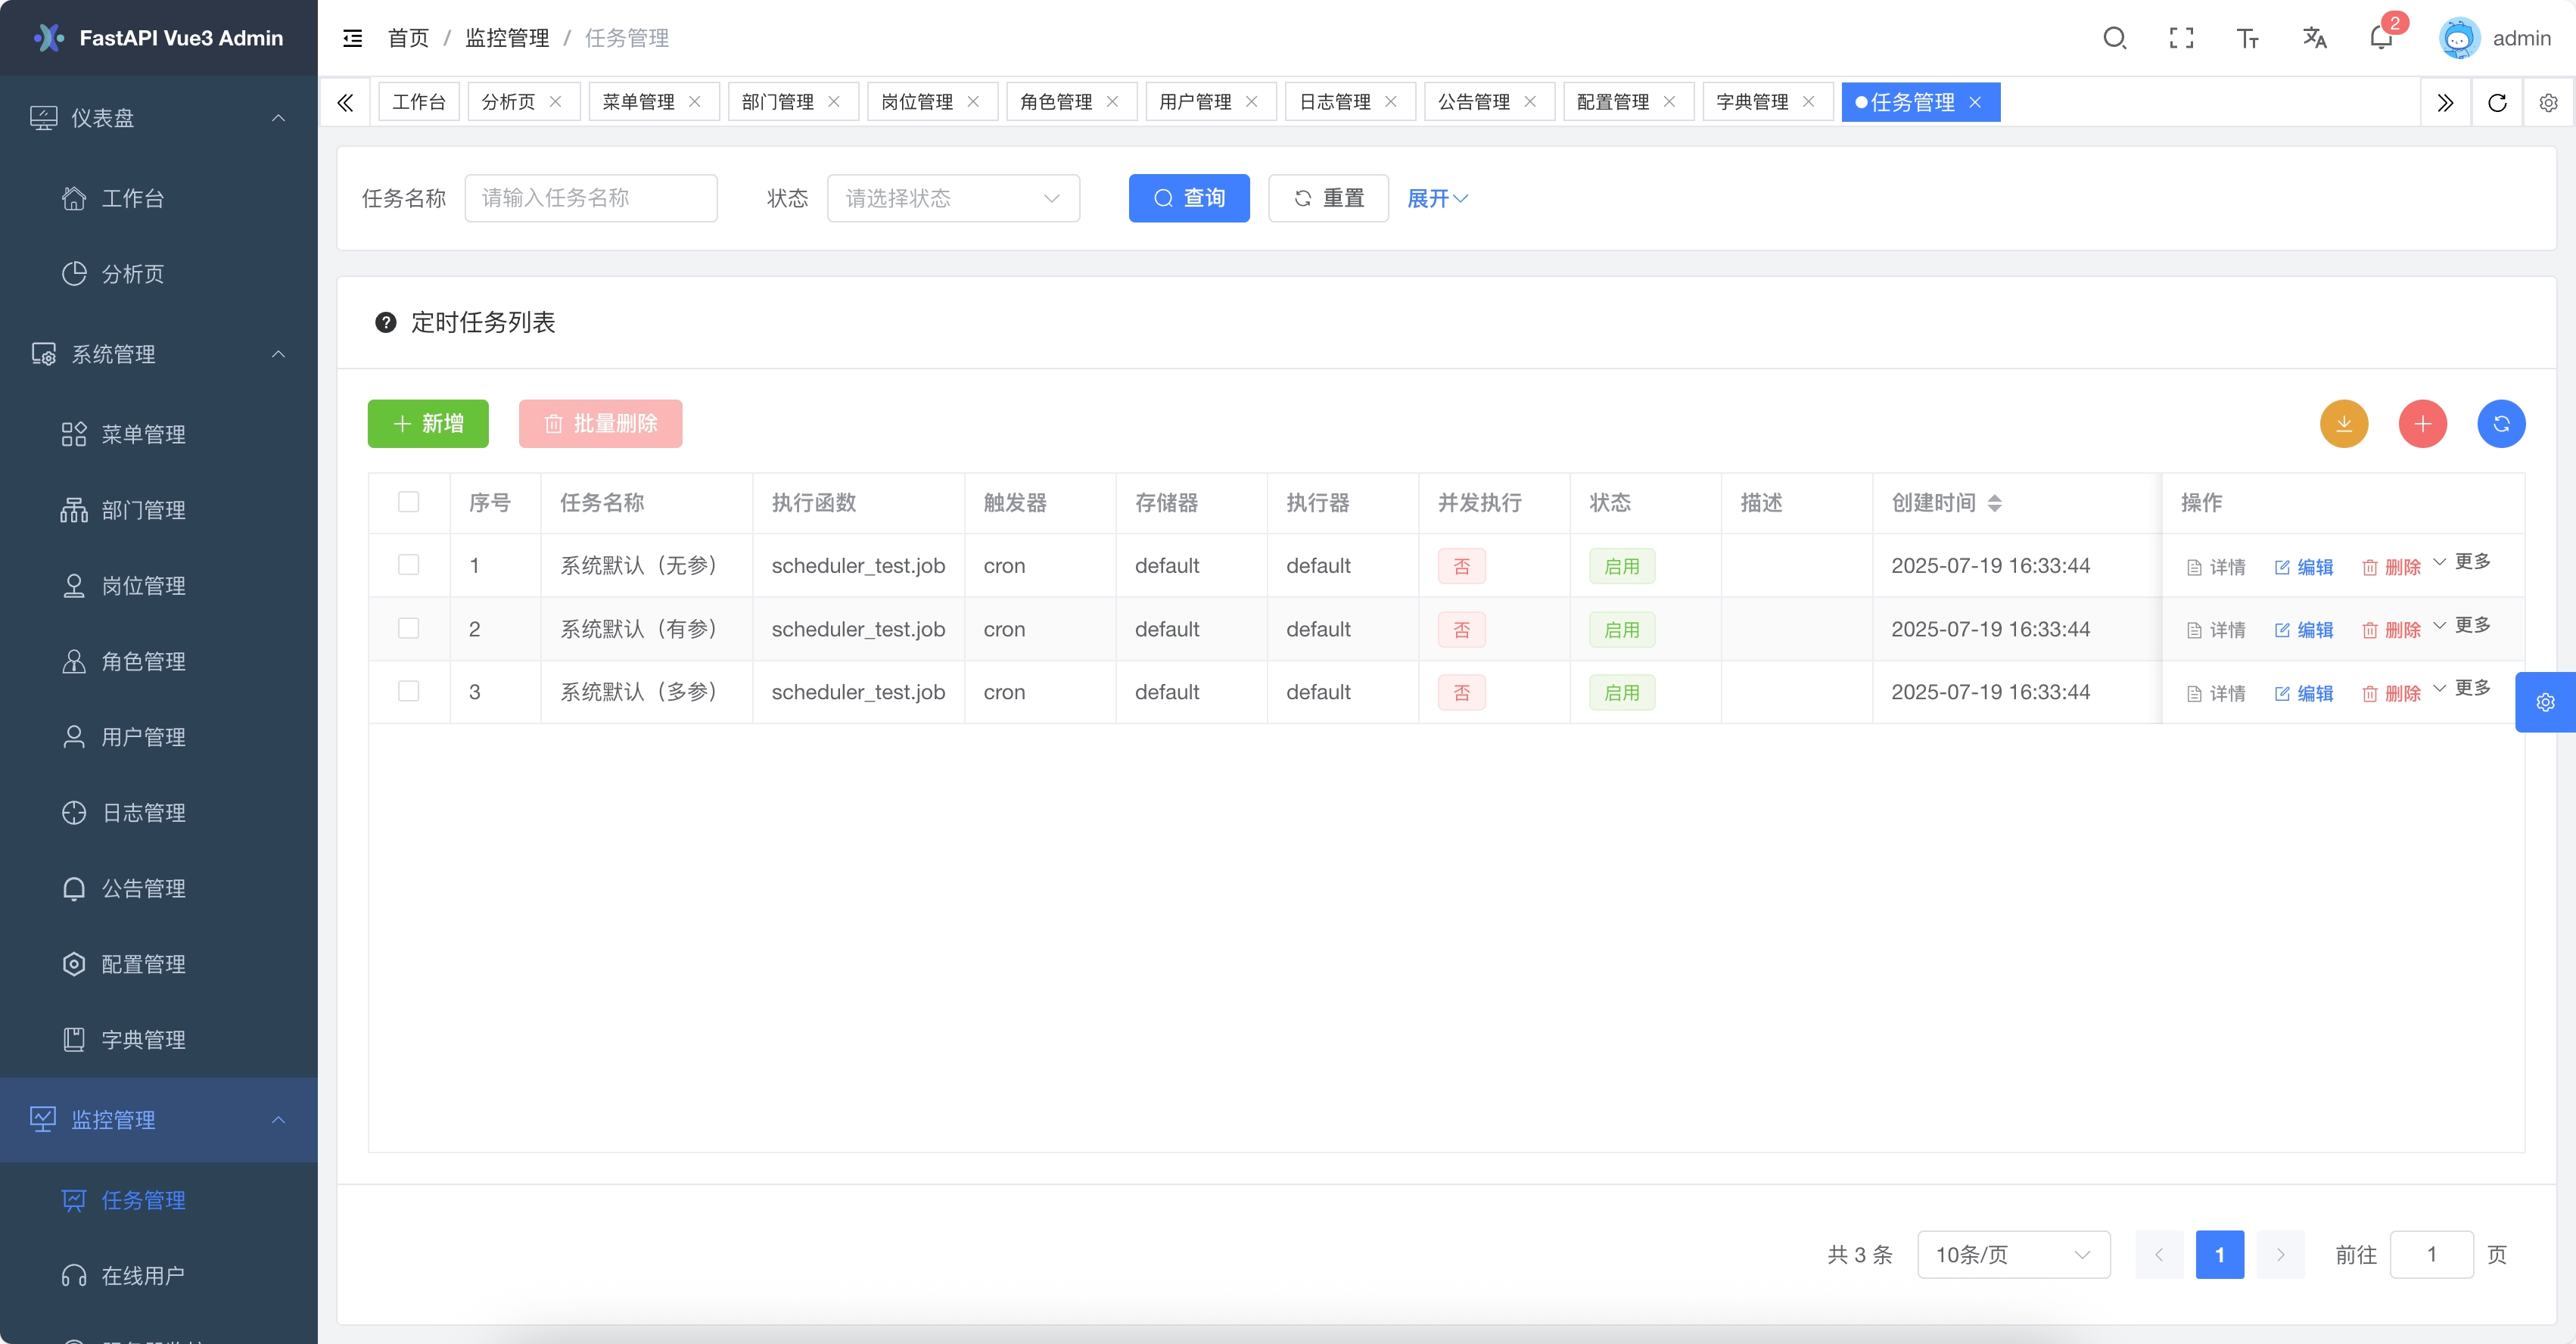 FastAPI Vue3 Admin
首页 / 监控管理 / 任务管理
2
admin
工作台 分析页 菜单管理 部门管理 岗位管理 角色管理 用户管理 日志管理 公告管理 配置管理 字典管理 任务管理
仪表盘
工作台
分析页
系统管理
菜单管理
部门管理
岗位管理
角色管理
用户管理
日志管理
公告管理
配置管理
字典管理
监控管理
任务管理
在线用户
任务名称 请输入任务名称 状态 请选择状态 查询 重置 展开
定时任务列表
新增 批量删除
序号 任务名称 执行函数 触发器 存储器 执行器 并发执行 状态 描述 创建时间 操作
1 系统默认（无参） scheduler_test.job cron default default 否 启用 2025-07-19 16:33:44 详情 编辑 删除 更多
2 系统默认（有参） scheduler_test.job cron default default 否 启用 2025-07-19 16:33:44 详情 编辑 删除 更多
3 系统默认（多参） scheduler_test.job cron default default 否 启用 2025-07-19 16:33:44 详情 编辑 删除 更多
共 3 条 10条/页 1 前往 1 页